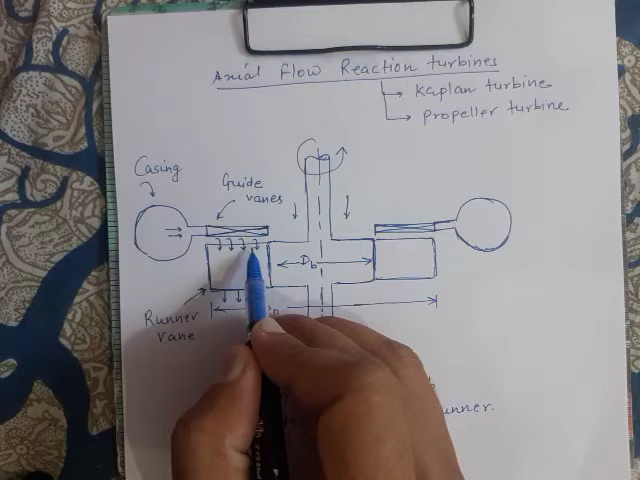 Axial Flow Reaction turbines
Kaplan turbine
propeller turbine
Casing
Guide
vanes
Db
Runner
vane
unner.